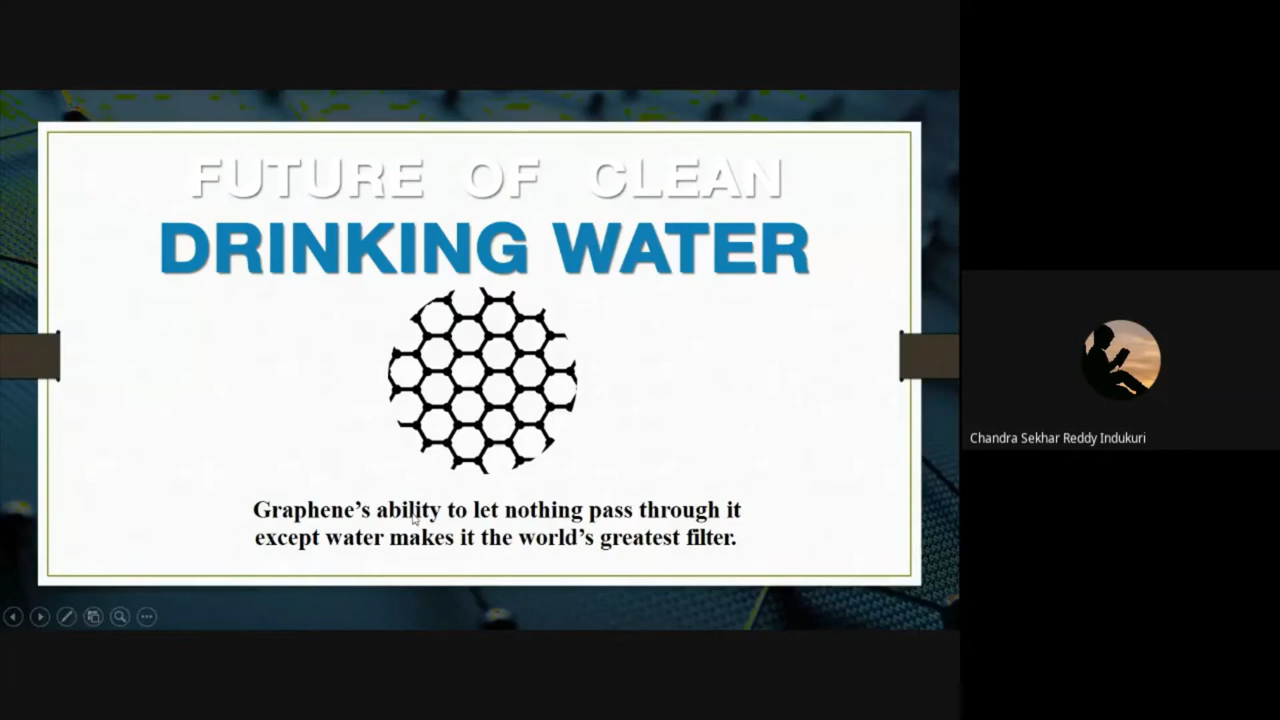 FUTURE OF CLEAN
DRINKING WATER
Graphene’s ability to let nothing pass through it
except water makes it the world’s greatest filter.
Chandra Sekhar Reddy Indukuri